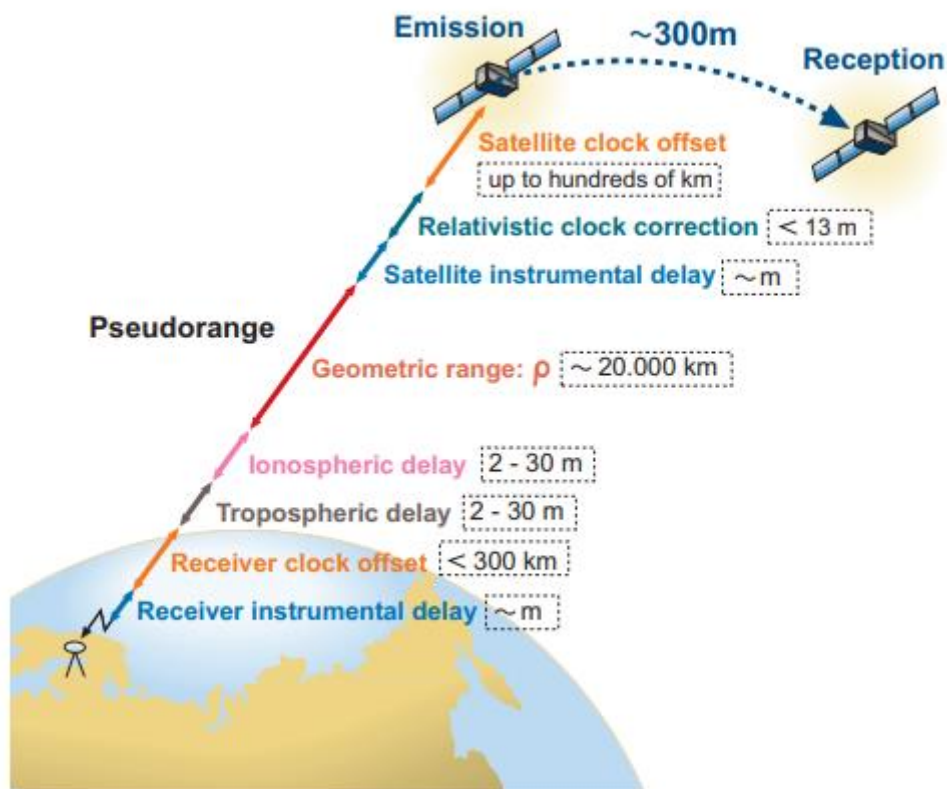 Emission
~300m
Reception
Satellite clock offset
up to hundreds of km
Relativistic clock correction < 13 m
Satellite instrumental delay ~m
Pseudorange
Geometric range: ρ ~ 20.000 km
Ionospheric delay 2 - 30 m
Tropospheric delay 2 - 30 m
Receiver clock offset < 300 km
Receiver instrumental delay ~m